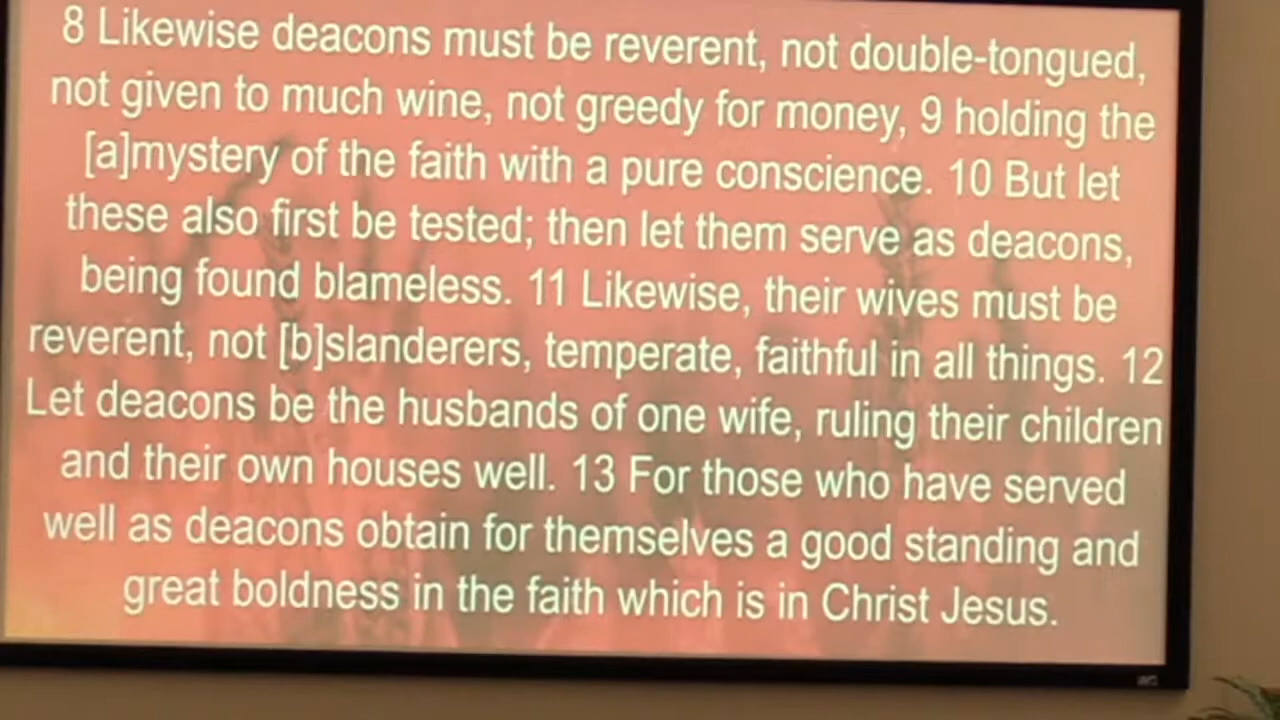 8 Likewise deacons must be reverent, not double-tongued,
not given to much wine, not greedy for money, 9 holding the
[a]mystery of the faith with a pure conscience. 10 But let
these also first be tested; then let them serve as deacons,
being found blameless. 11 Likewise, their wives must be
reverent, not [b]slanderers, temperate, faithful in all things. 12
Let deacons be the husbands of one wife, ruling their children
and their own houses well. 13 For those who have served
well as deacons obtain for themselves a good standing and
great boldness in the faith which is in Christ Jesus.